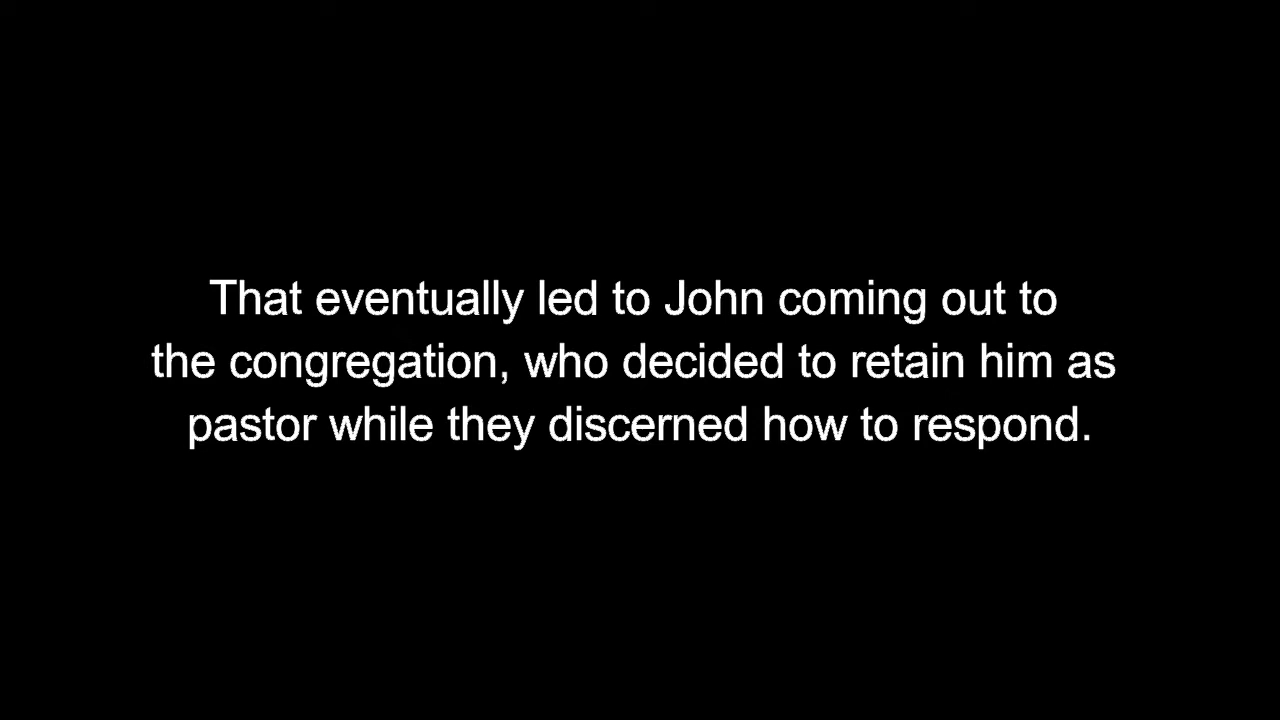 That eventually led to John coming out to
the congregation, who decided to retain him as
pastor while they discerned how to respond.